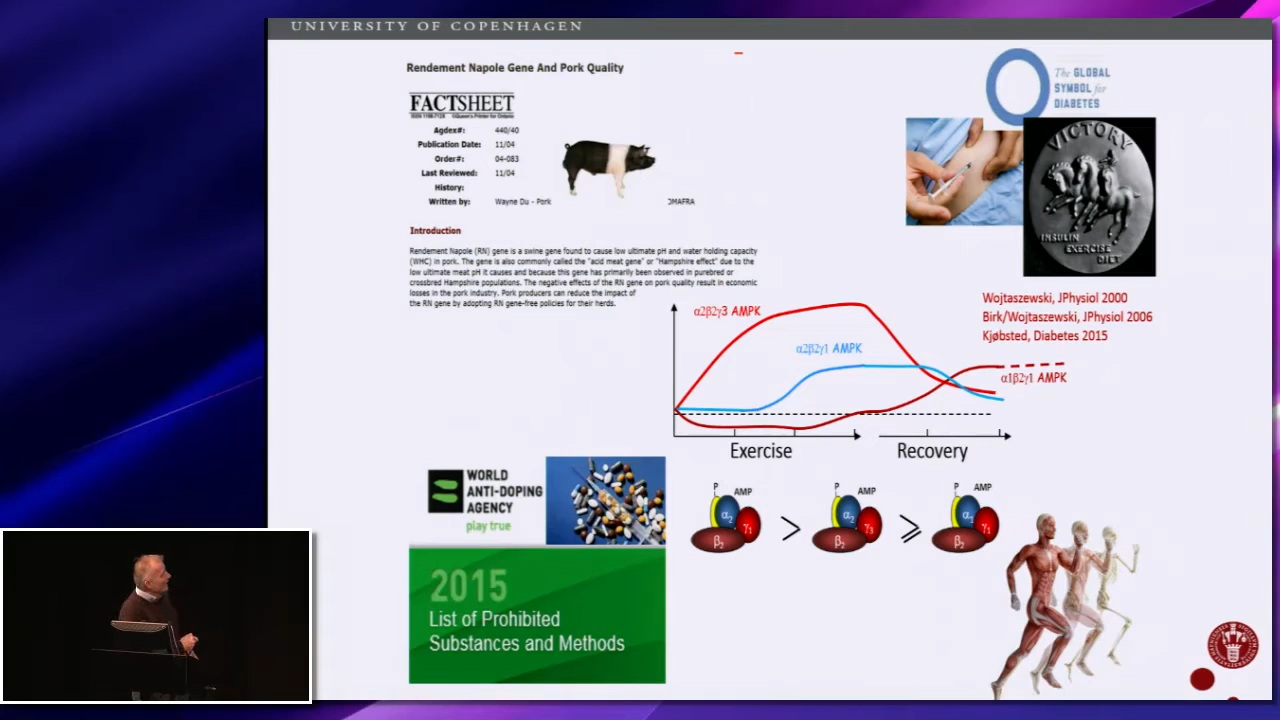 UNIVERSITY OF COPENHAGEN
Rendement Napole Gene And Pork Quality
FACTSHEET
Agdex#: 440/40
Publication Date: 11/04
Order#: 04-083
Last Reviewed: 11/04
History:
Written by: Wayne Du - Pork OMAFRA
Introduction
Rendement Napole (RN) gene is a swine gene found to cause low ultimate pH and water holding capacity
(WHC) in pork. The gene is also commonly called the "acid meat gene" or "Hampshire effect" due to the
low ultimate meat pH it causes and because this gene has primarily been observed in purebred or
crossbred Hampshire populations. The negative effects of the RN gene on pork quality result in economic
losses in the pork industry. Pork producers can reduce the impact of
the RN gene by adopting RN gene-free policies for their herds.
The GLOBAL
SYMBOL for
DIABETES
VICTORY
INSULIN
EXERCISE
DIET
Wojtaszewski, JPhysiol 2000
Birk/Wojtaszewski, JPhysiol 2006
Kjøbsted, Diabetes 2015
α2β2γ3 AMPK
α2β2γ1 AMPK
α1β2γ1 AMPK
Exercise
Recovery
WORLD
ANTI-DOPING
AGENCY
play true
2015
List of Prohibited
Substances and Methods
P AMP
α2 γ1
β2
>
P AMP
α2 γ3
β2
P AMP
α1 γ1
β2